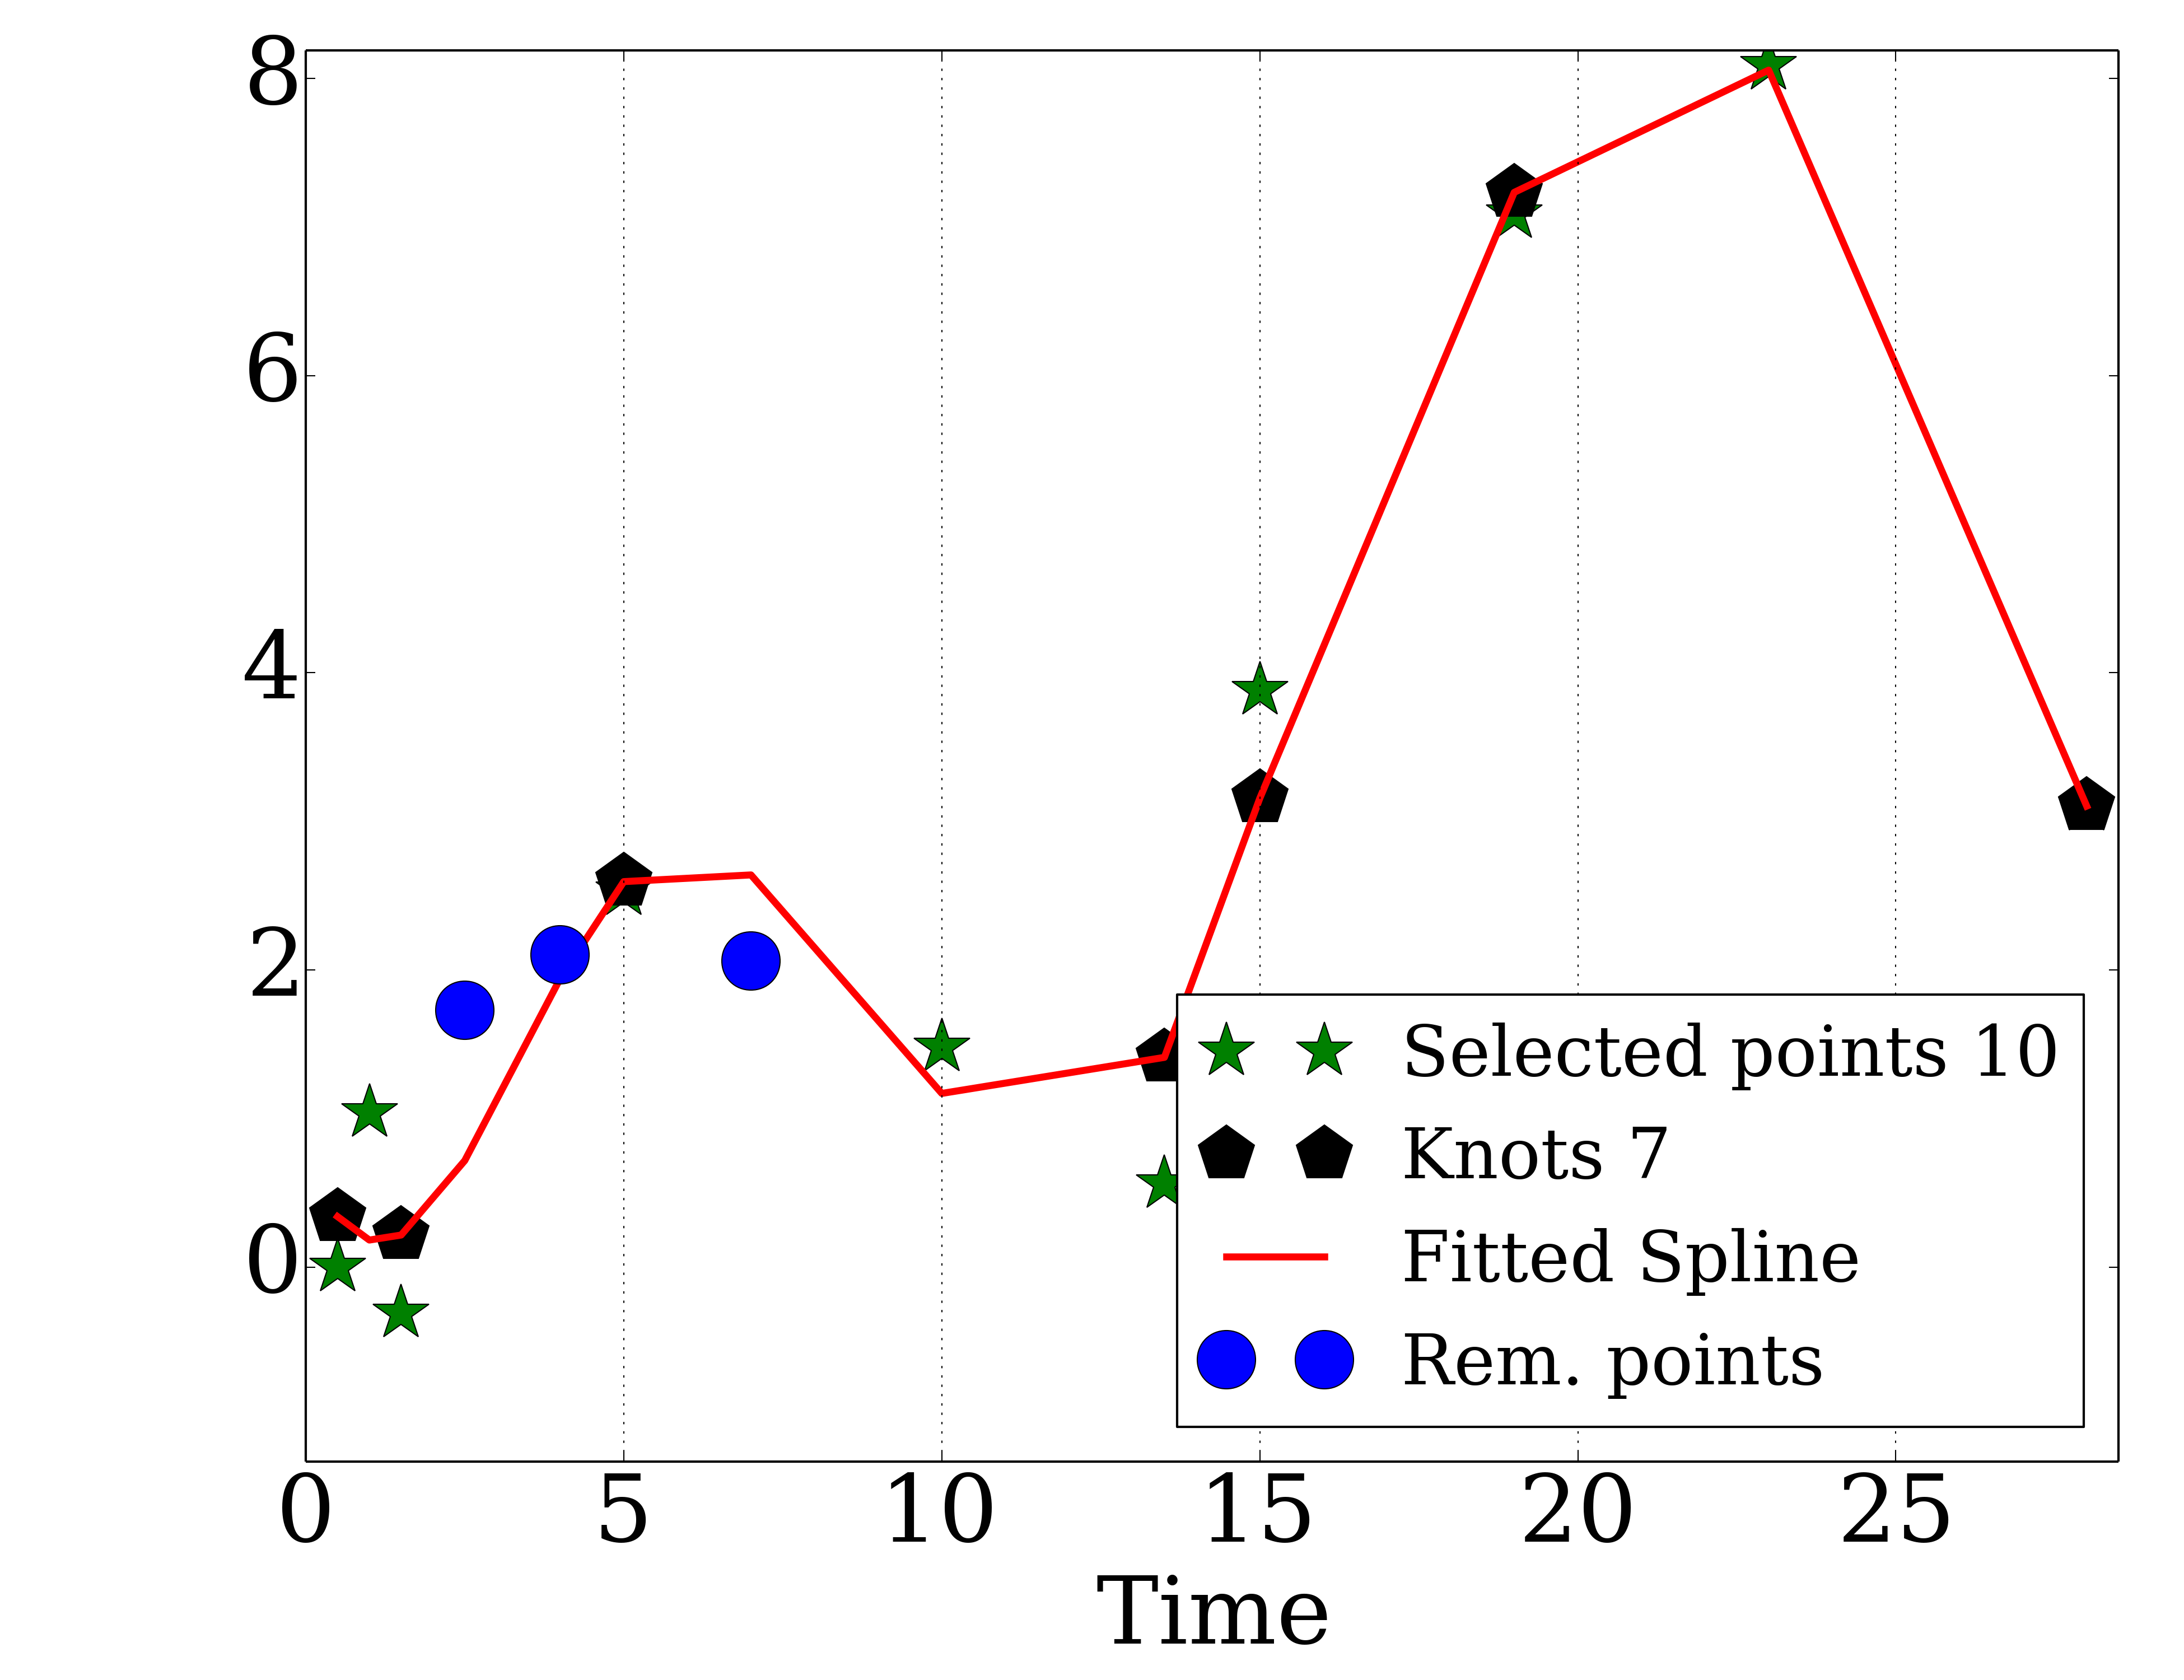 8
6
4
2
0
Selected points 10
Knots 7
Fitted Spline
Rem. points
0 5 10 15 20 25
Time